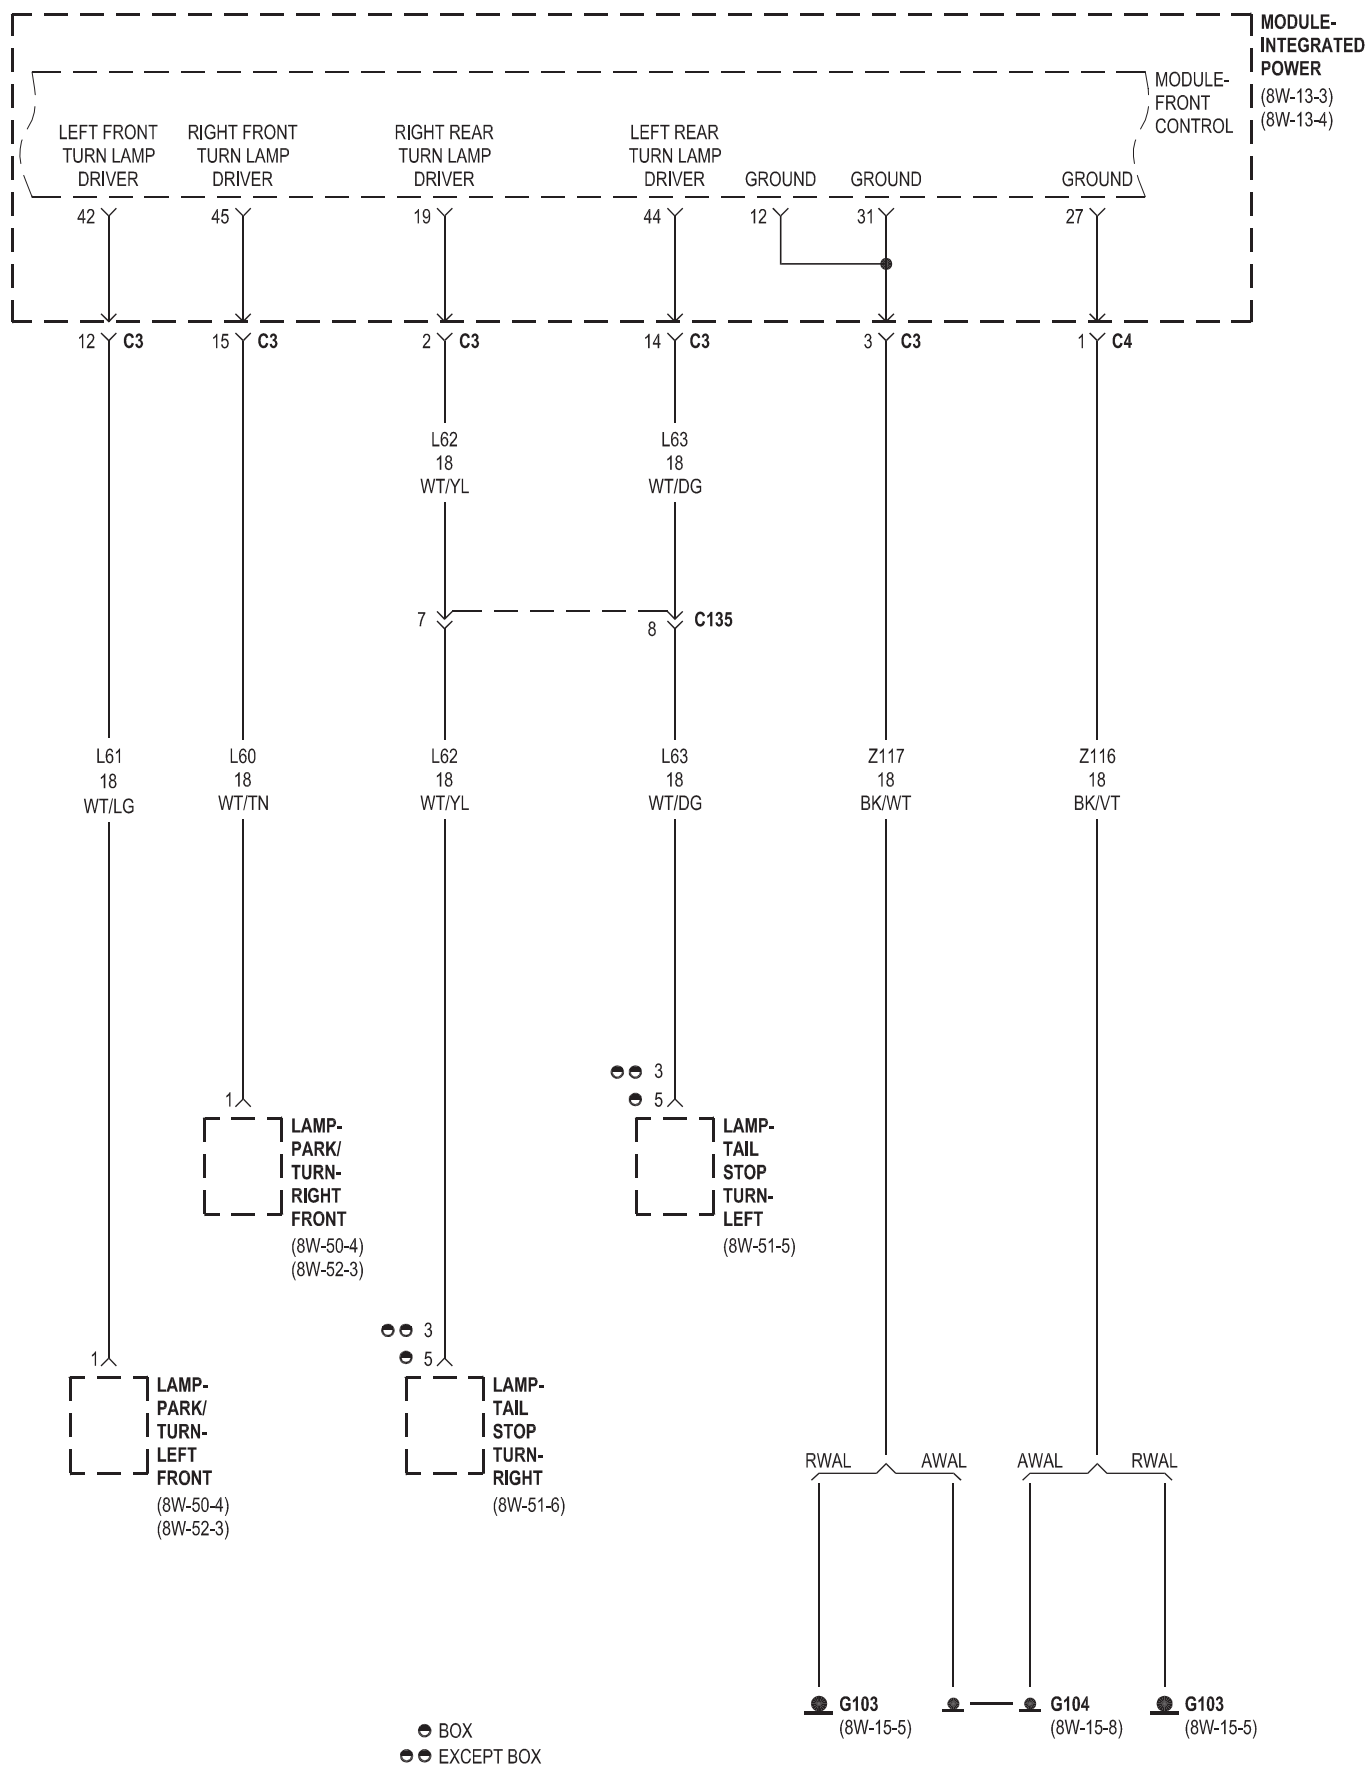 MODULE-
INTEGRATED
POWER
(8W-13-3)
(8W-13-4)
MODULE-
FRONT
CONTROL
LEFT FRONT
TURN LAMP
DRIVER
RIGHT FRONT
TURN LAMP
DRIVER
RIGHT REAR
TURN LAMP
DRIVER
LEFT REAR
TURN LAMP
DRIVER
GROUND
GROUND
GROUND
42
45
19
44
12
31
27
12 C3
15 C3
2 C3
14 C3
3 C3
1 C4
L62
18
WT/YL
L63
18
WT/DG
7
8
C135
L61
18
WT/LG
L60
18
WT/TN
L62
18
WT/YL
L63
18
WT/DG
Z117
18
BK/WT
Z116
18
BK/VT
3
5
LAMP-
TAIL
STOP
TURN-
LEFT
(8W-51-5)
1
LAMP-
PARK/
TURN-
RIGHT
FRONT
(8W-50-4)
(8W-52-3)
3
5
LAMP-
TAIL
STOP
TURN-
RIGHT
(8W-51-6)
1
LAMP-
PARK/
TURN-
LEFT
FRONT
(8W-50-4)
(8W-52-3)
RWAL
AWAL
AWAL
RWAL
G103
(8W-15-5)
G104
(8W-15-8)
G103
(8W-15-5)
BOX
EXCEPT BOX